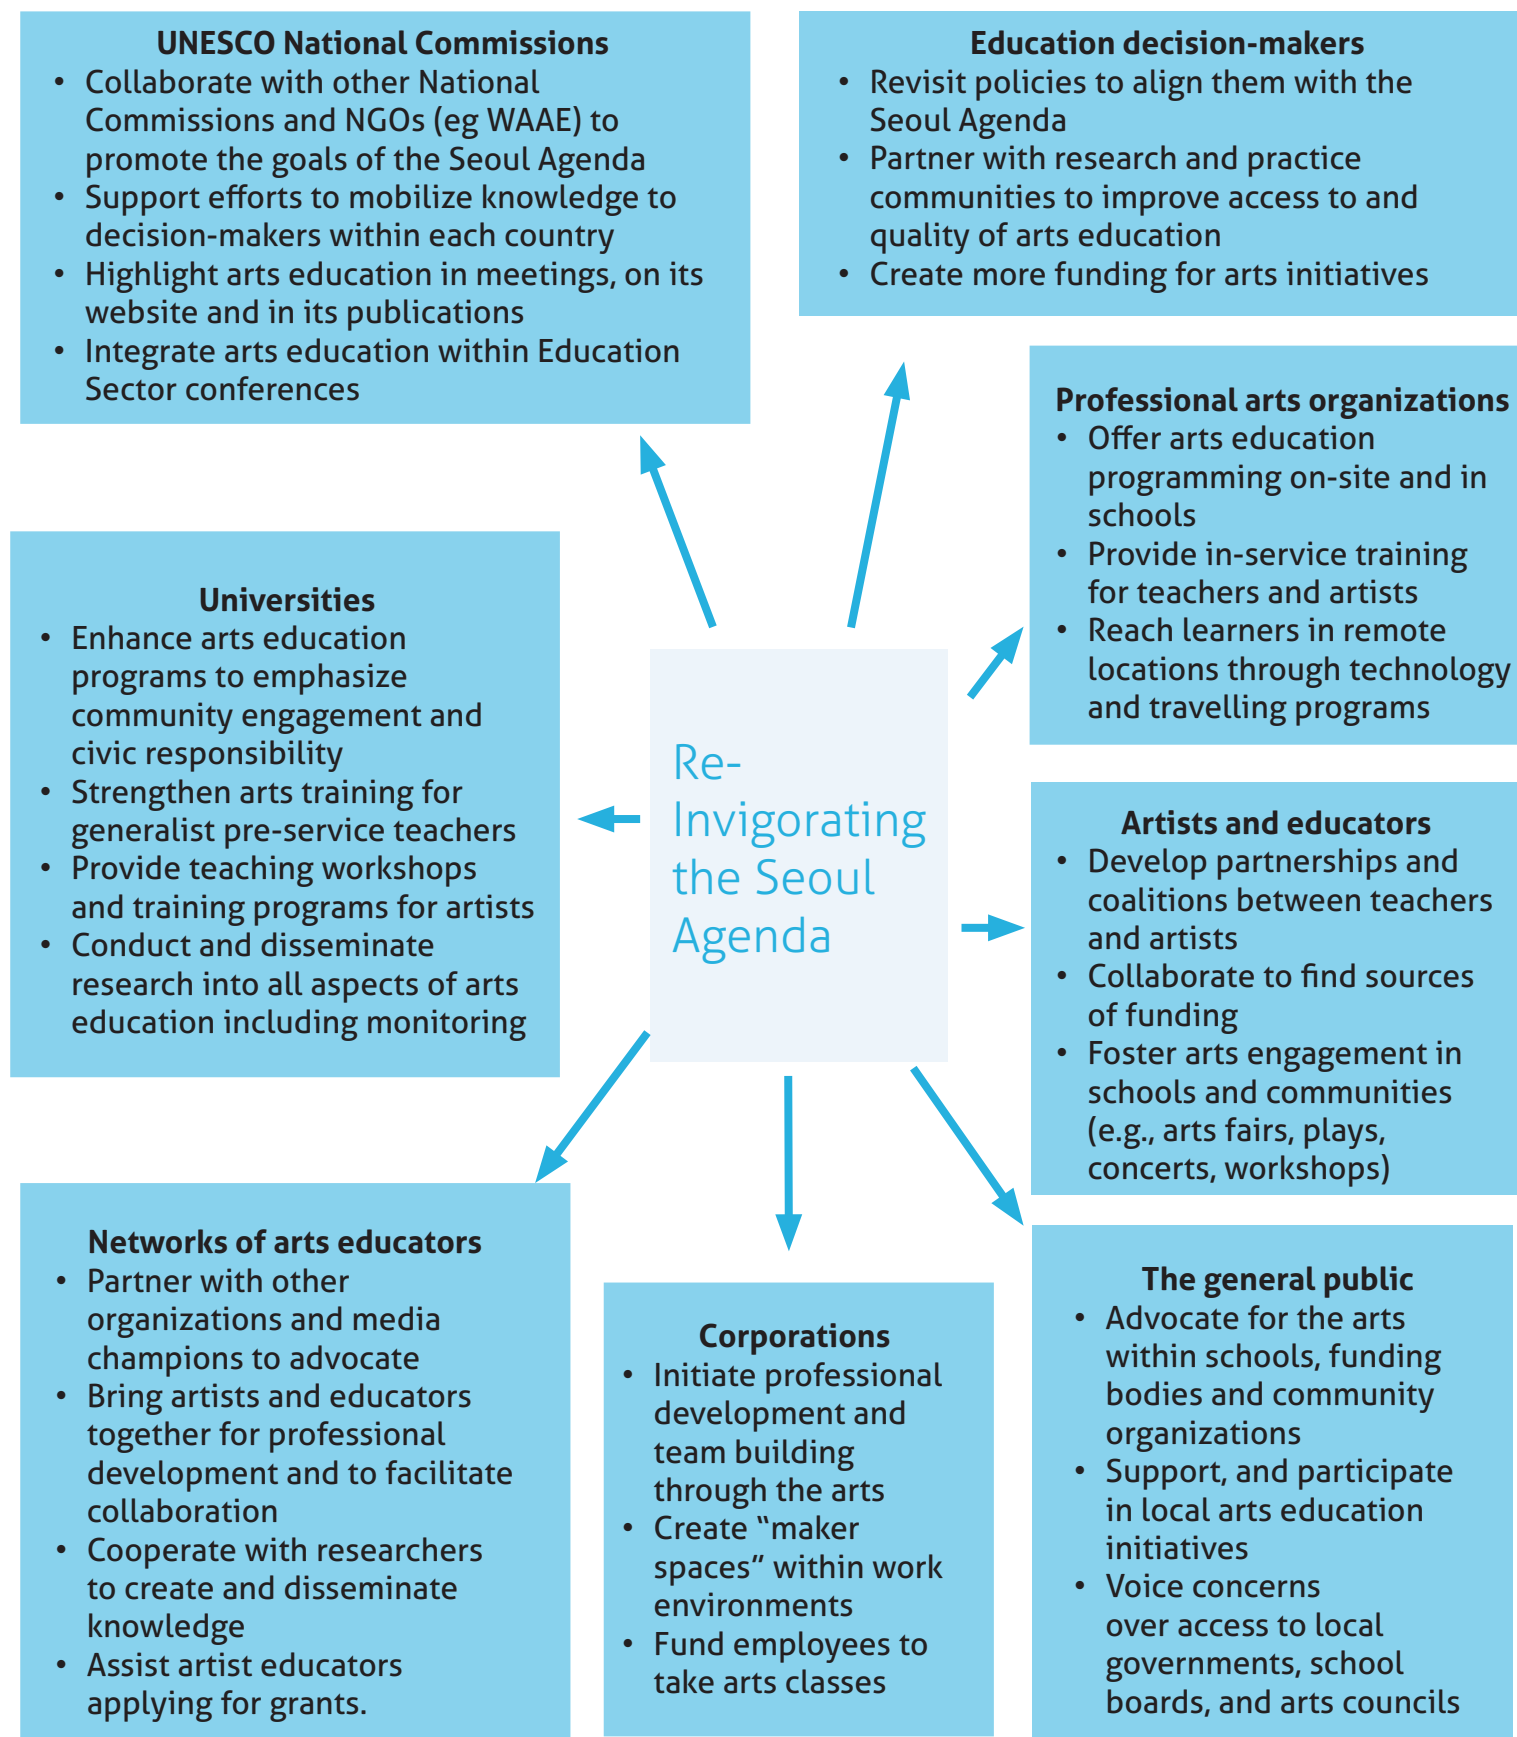 UNESCO National Commissions
• Collaborate with other National
Commissions and NGOs (eg WAAE) to
promote the goals of the Seoul Agenda
• Support efforts to mobilize knowledge to
decision-makers within each country
• Highlight arts education in meetings, on its
website and in its publications
• Integrate arts education within Education
Sector conferences
Education decision-makers
• Revisit policies to align them with the
Seoul Agenda
• Partner with research and practice
communities to improve access to and
quality of arts education
• Create more funding for arts initiatives
Professional arts organizations
• Offer arts education
programming on-site and in
schools
• Provide in-service training
for teachers and artists
• Reach learners in remote
locations through technology
and travelling programs
Universities
• Enhance arts education
programs to emphasize
community engagement and
civic responsibility
• Strengthen arts training for
generalist pre-service teachers
• Provide teaching workshops
and training programs for artists
• Conduct and disseminate
research into all aspects of arts
education including monitoring
Re-
Invigorating
the Seoul
Agenda
Artists and educators
• Develop partnerships and
coalitions between teachers
and artists
• Collaborate to find sources
of funding
• Foster arts engagement in
schools and communities
(e.g., arts fairs, plays,
concerts, workshops)
Networks of arts educators
• Partner with other
organizations and media
champions to advocate
• Bring artists and educators
together for professional
development and to facilitate
collaboration
• Cooperate with researchers
to create and disseminate
knowledge
• Assist artist educators
applying for grants.
Corporations
• Initiate professional
development and
team building
through the arts
• Create “maker
spaces” within work
environments
• Fund employees to
take arts classes
The general public
• Advocate for the arts
within schools, funding
bodies and community
organizations
• Support, and participate
in local arts education
initiatives
• Voice concerns
over access to local
governments, school
boards, and arts councils